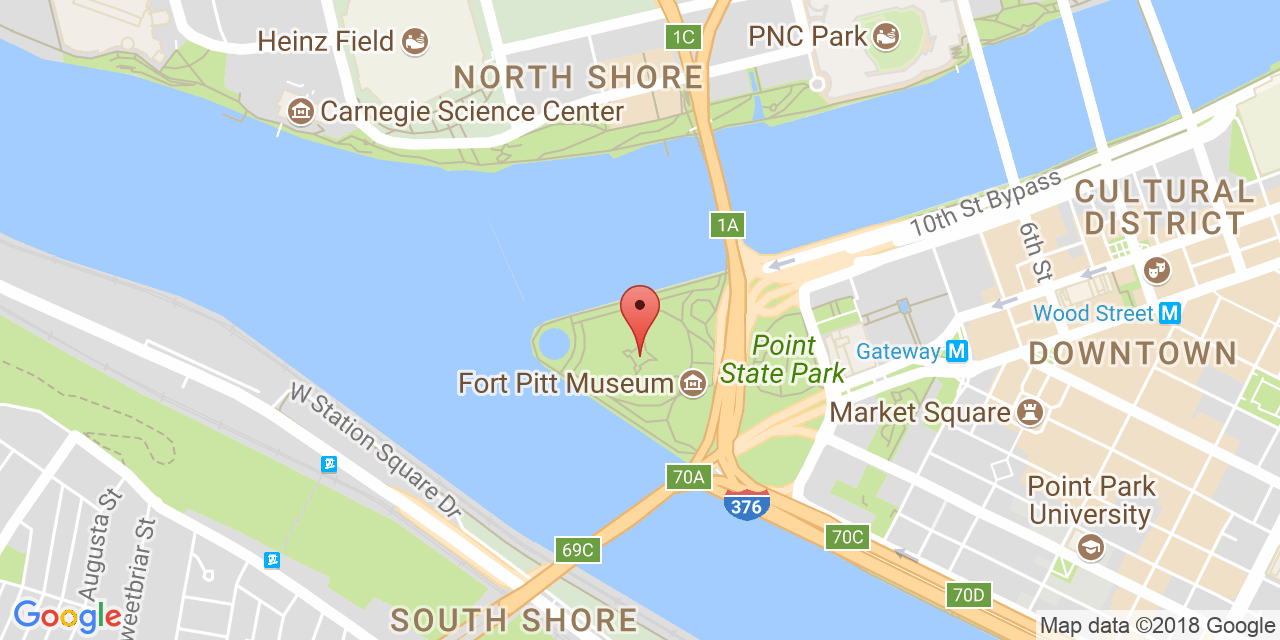 1C
PNC Park
Heinz Field
NORTH SHORE
Carnegie Science Center
1A
10th St Bypass
CULTURAL
DISTRICT
6th St
Wood Street M
Point
State Park
Gateway M
DOWNTOWN
Fort Pitt Museum
Market Square
W Station Square Dr
70A
376
Point Park
University
70C
69C
70D
Augusta St
weetbriar St
SOUTH SHORE
Google
Map data ©2018 Google